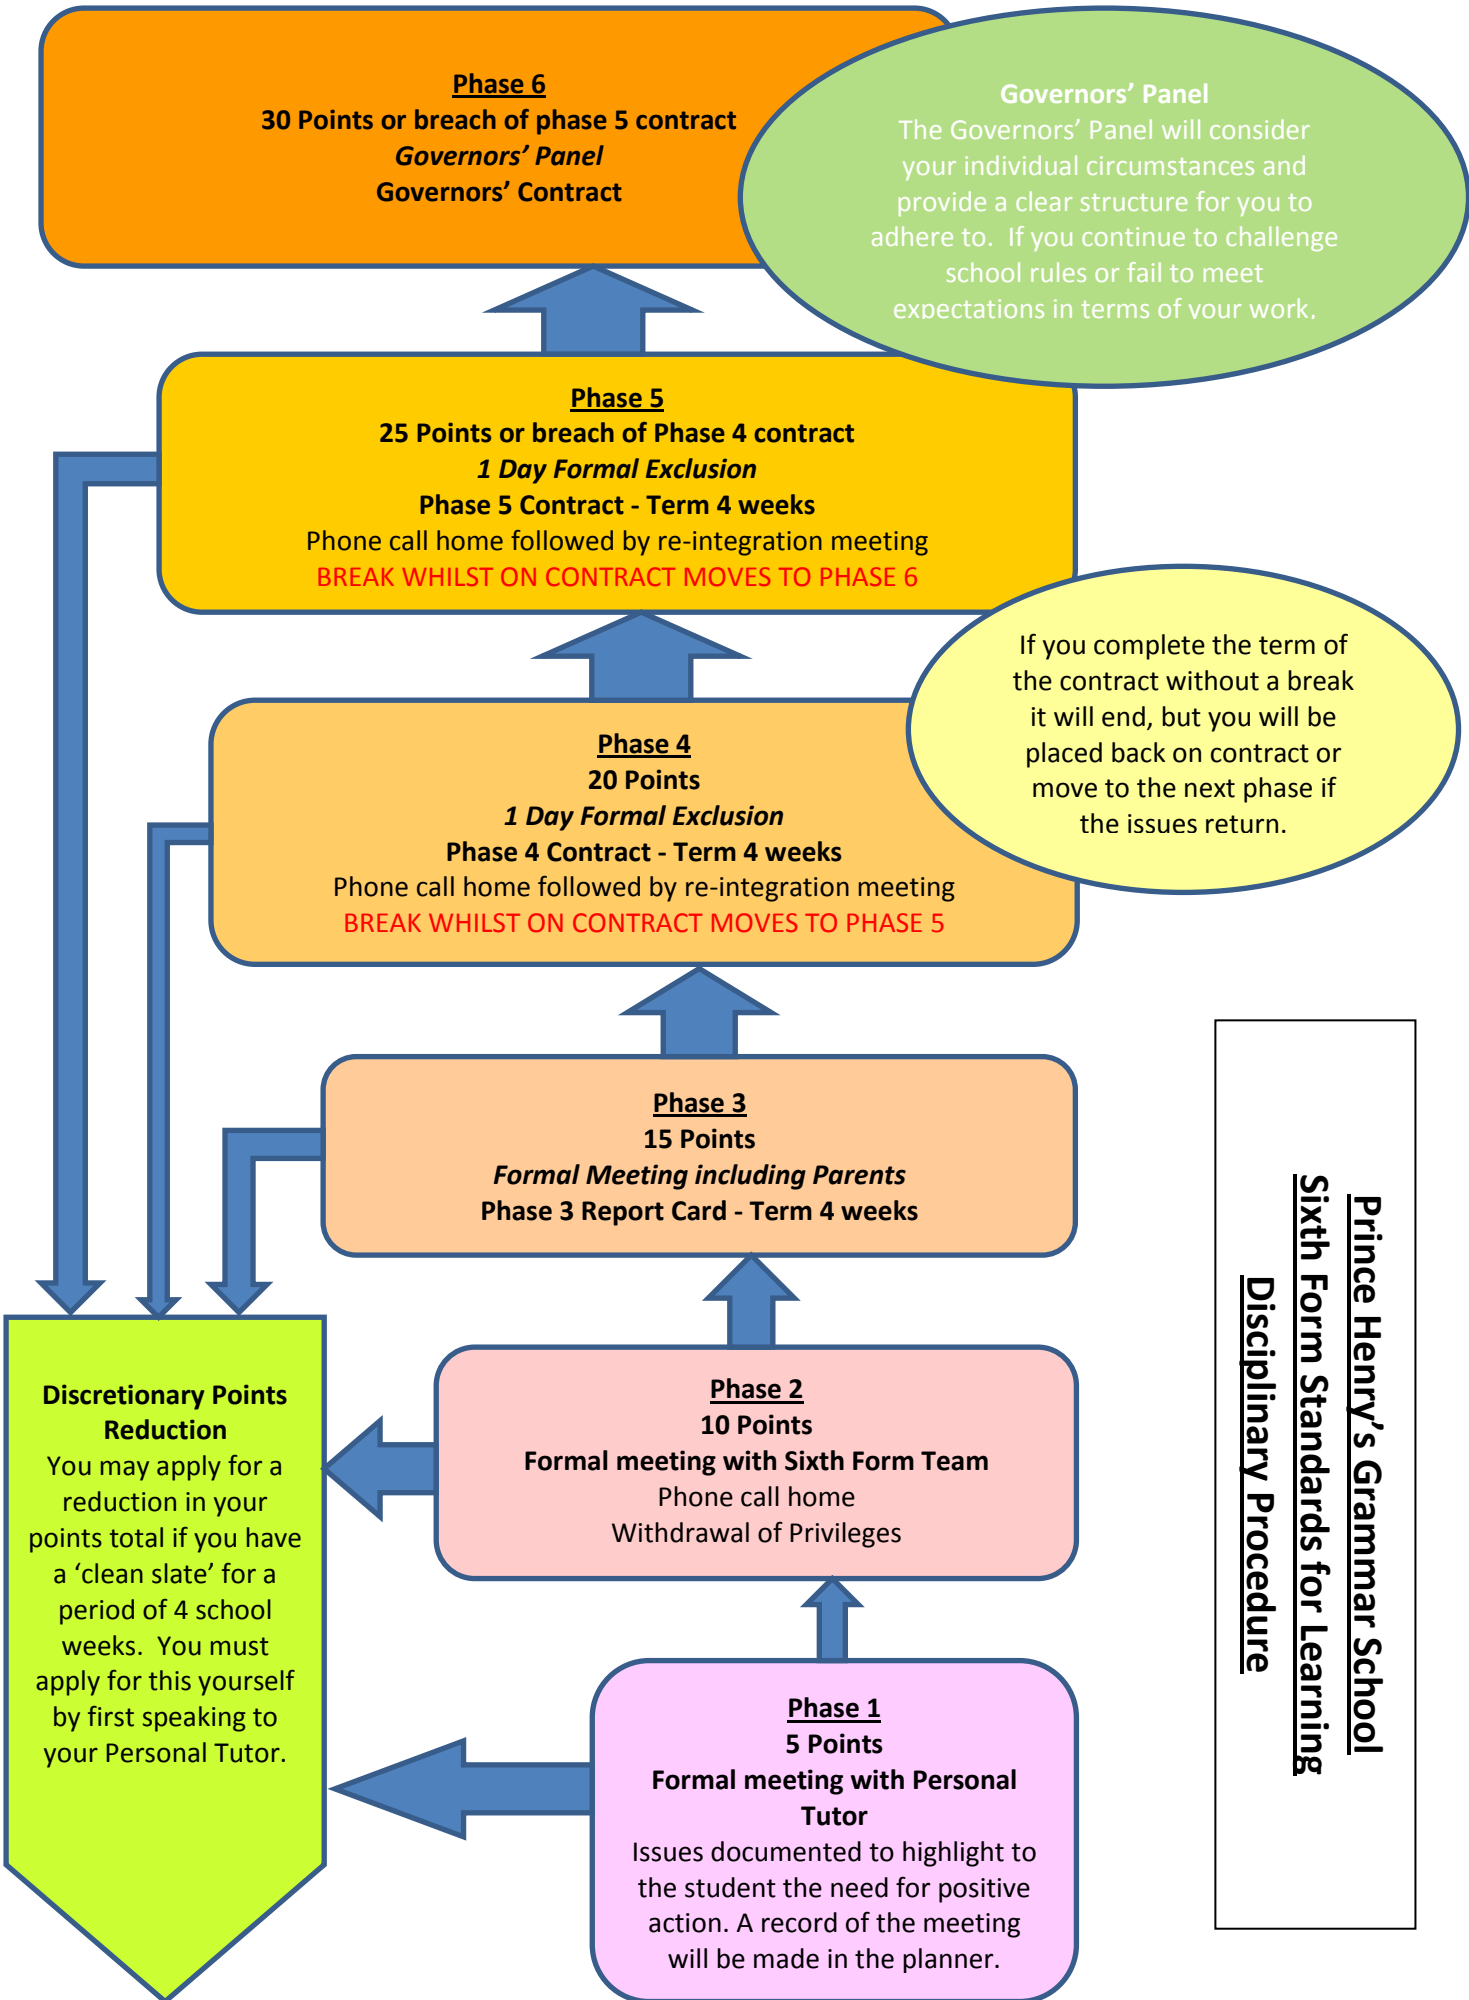 Phase 6
30 Points or breach of phase 5 contract
Governors’ Panel
Governors’ Contract
Governors’ Panel
The Governors’ Panel will consider
your individual circumstances and
provide a clear structure for you to
adhere to.  If you continue to challenge
school rules or fail to meet
expectations in terms of your work,
Phase 5
25 Points or breach of Phase 4 contract
1 Day Formal Exclusion
Phase 5 Contract - Term 4 weeks
Phone call home followed by re-integration meeting
BREAK WHILST ON CONTRACT MOVES TO PHASE 6
If you complete the term of
the contract without a break
it will end, but you will be
placed back on contract or
move to the next phase if
the issues return.
Phase 4
20 Points
1 Day Formal Exclusion
Phase 4 Contract - Term 4 weeks
Phone call home followed by re-integration meeting
BREAK WHILST ON CONTRACT MOVES TO PHASE 5
Phase 3
15 Points
Formal Meeting including Parents
Phase 3 Report Card - Term 4 weeks
Prince Henry’s Grammar School
Sixth Form Standards for Learning
Disciplinary Procedure
Phase 2
10 Points
Formal meeting with Sixth Form Team
Phone call home
Withdrawal of Privileges
Discretionary Points
Reduction
You may apply for a
reduction in your
points total if you have
a ‘clean slate’ for a
period of 4 school
weeks.  You must
apply for this yourself
by first speaking to
your Personal Tutor.
Phase 1
5 Points
Formal meeting with Personal
Tutor
Issues documented to highlight to
the student the need for positive
action. A record of the meeting
will be made in the planner.